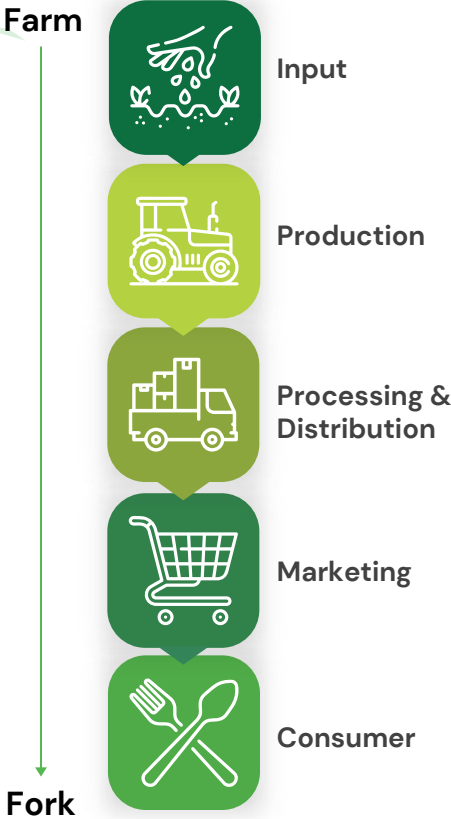 Farm
Input
Production
Processing &
Distribution
Marketing
Consumer
Fork